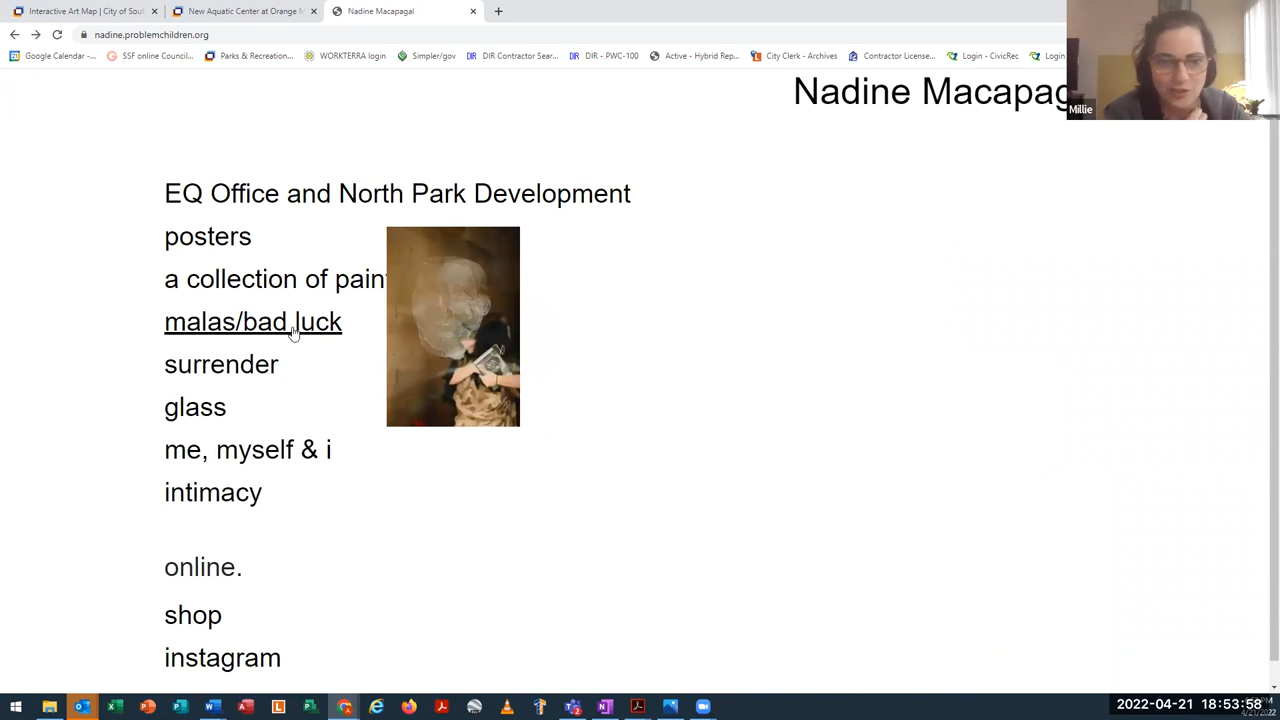 Interactive Art Map | City of Sou
New Aquatic Center at Orange M
Nadine Macapagal
nadine.problemchildren.org
Google Calendar -...
SSF online Council...
Parks & Recreation...
WORKTERRA login
Simpler/gov
DIR Contractor Sear...
DIR - PWC-100
Active - Hybrid Rep...
City Clerk - Archives
Contractor License...
Login - CivicRec
Login - Con
Nadine Macapag
Millie
EQ Office and North Park Development
posters
a collection of pain
malas/bad luck
surrender
glass
me, myself & i
intimacy
online.
shop
instagram
2022-04-21 18:53:58